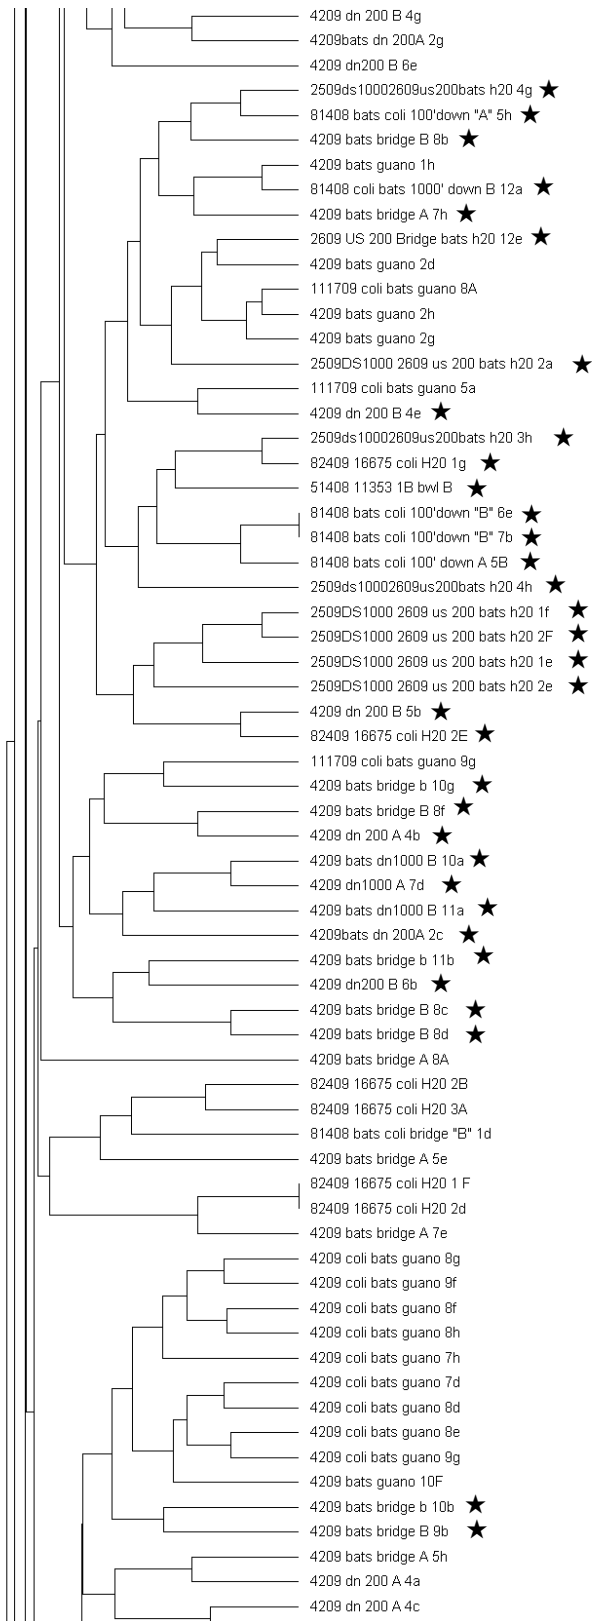 4209 dn 200 B 4g
4209bats dn 200A 2g
4209 dn200 B 6e
2509ds10002609us200bats h20 4g
81408 bats coli 100'down "A" 5h
4209 bats bridge B 8b
4209 bats guano 1h
81408 coli bats 1000' down B 12a
4209 bats bridge A 7h
2609 US 200 Bridge bats h20 12e
4209 bats guano 2d
111709 coli bats guano 8A
4209 bats guano 2h
4209 bats guano 2g
2509DS1000 2609 us 200 bats h20 2a
111709 coli bats guano 5a
4209 dn 200 B 4e
2509ds10002609us200bats h20 3h
82409 16675 coli H20 1g
51408 11353 1B bwl B
81408 bats coli 100'down "B" 6e
81408 bats coli 100'down "B" 7b
81408 bats coli 100' down A 5B
2509ds10002609us200bats h20 4h
2509DS1000 2609 us 200 bats h20 1f
2509DS1000 2609 us 200 bats h20 2F
2509DS1000 2609 us 200 bats h20 1e
2509DS1000 2609 us 200 bats h20 2e
4209 dn 200 B 5b
82409 16675 coli H20 2E
111709 coli bats guano 9g
4209 bats bridge b 10g
4209 bats bridge B 8f
4209 dn 200 A 4b
4209 bats dn1000 B 10a
4209 dn1000 A 7d
4209 bats dn1000 B 11a
4209bats dn 200A 2c
4209 bats bridge b 11b
4209 dn200 B 6b
4209 bats bridge B 8c
4209 bats bridge B 8d
4209 bats bridge A 8A
82409 16675 coli H20 2B
82409 16675 coli H20 3A
81408 bats coli bridge "B" 1d
4209 bats bridge A 5e
82409 16675 coli H20 1 F
82409 16675 coli H20 2d
4209 bats bridge A 7e
4209 coli bats guano 8g
4209 coli bats guano 9f
4209 coli bats guano 8f
4209 coli bats guano 8h
4209 coli bats guano 7h
4209 coli bats guano 7d
4209 coli bats guano 8d
4209 coli bats guano 8e
4209 coli bats guano 9g
4209 bats guano 10F
4209 bats bridge b 10b
4209 bats bridge B 9b
4209 bats bridge A 5h
4209 dn 200 A 4a
4209 dn 200 A 4c